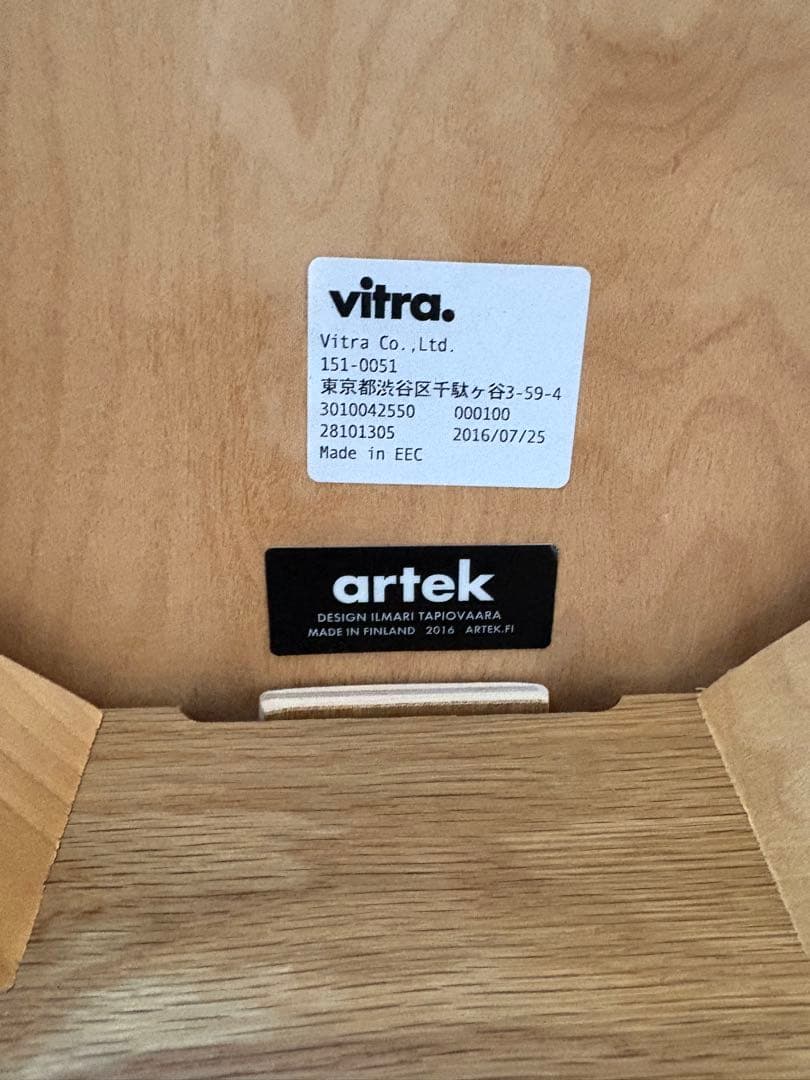 vitra.
Vitra Co.,Ltd.
151-0051
東京都渋谷区千駄ヶ谷3-59-4
3010042550 000100
28101305 2016/07/25
Made in EEC
artek
DESIGN ILMARI TAPIOVAARA
MADE IN FINLAND 2016 ARTEK.FI